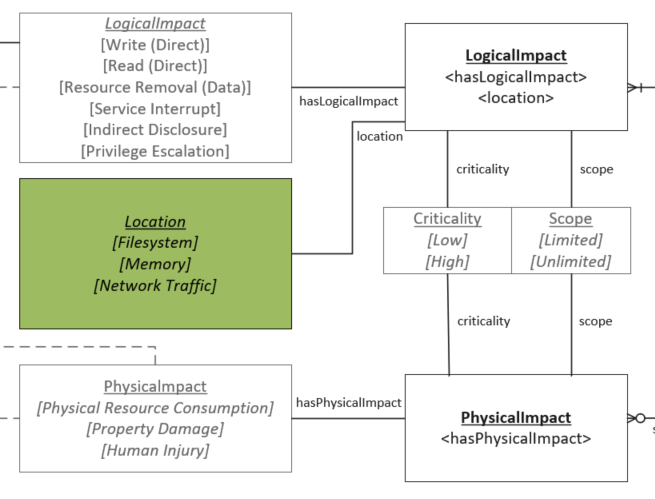 LogicalImpact
[Write (Direct)]
[Read (Direct)]
[Resource Removal (Data)]
[Service Interrupt]
[Indirect Disclosure]
[Privilege Escalation]
hasLogicalImpact
LogicalImpact
<hasLogicalImpact>
<location>
location
criticality
scope
Location
[Filesystem]
[Memory]
[Network Traffic]
Criticality
[Low]
[High]
Scope
[Limited]
[Unlimited]
criticality
scope
Physicalmpact
[Physical Resource Consumption]
[Property Damage]
[Human Injury]
hasPhysicalImpact
PhysicalImpact
<hasPhysicalImpact>